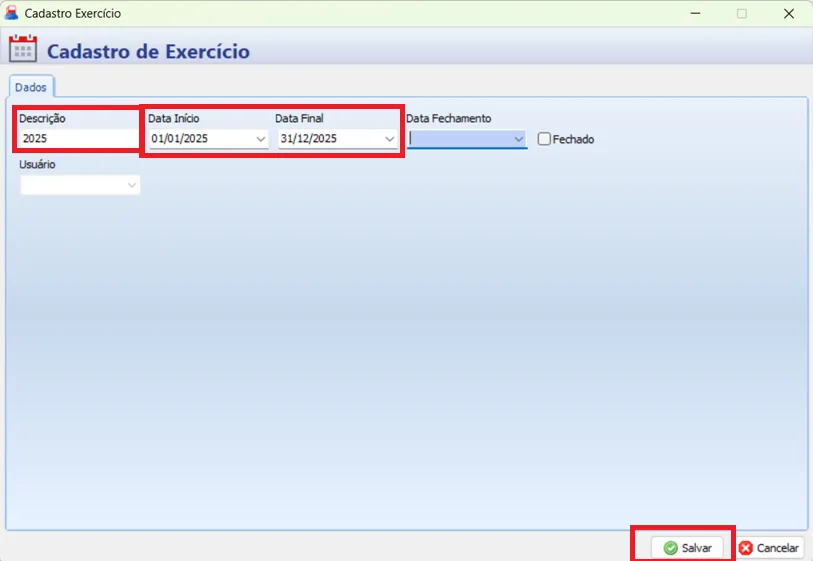 Cadastro Exercício
Cadastro de Exercício
Dados
Descrição Data Início Data Final Data Fechamento
2025 01/01/2025 31/12/2025 Fechado
Usuário
Salvar Cancelar